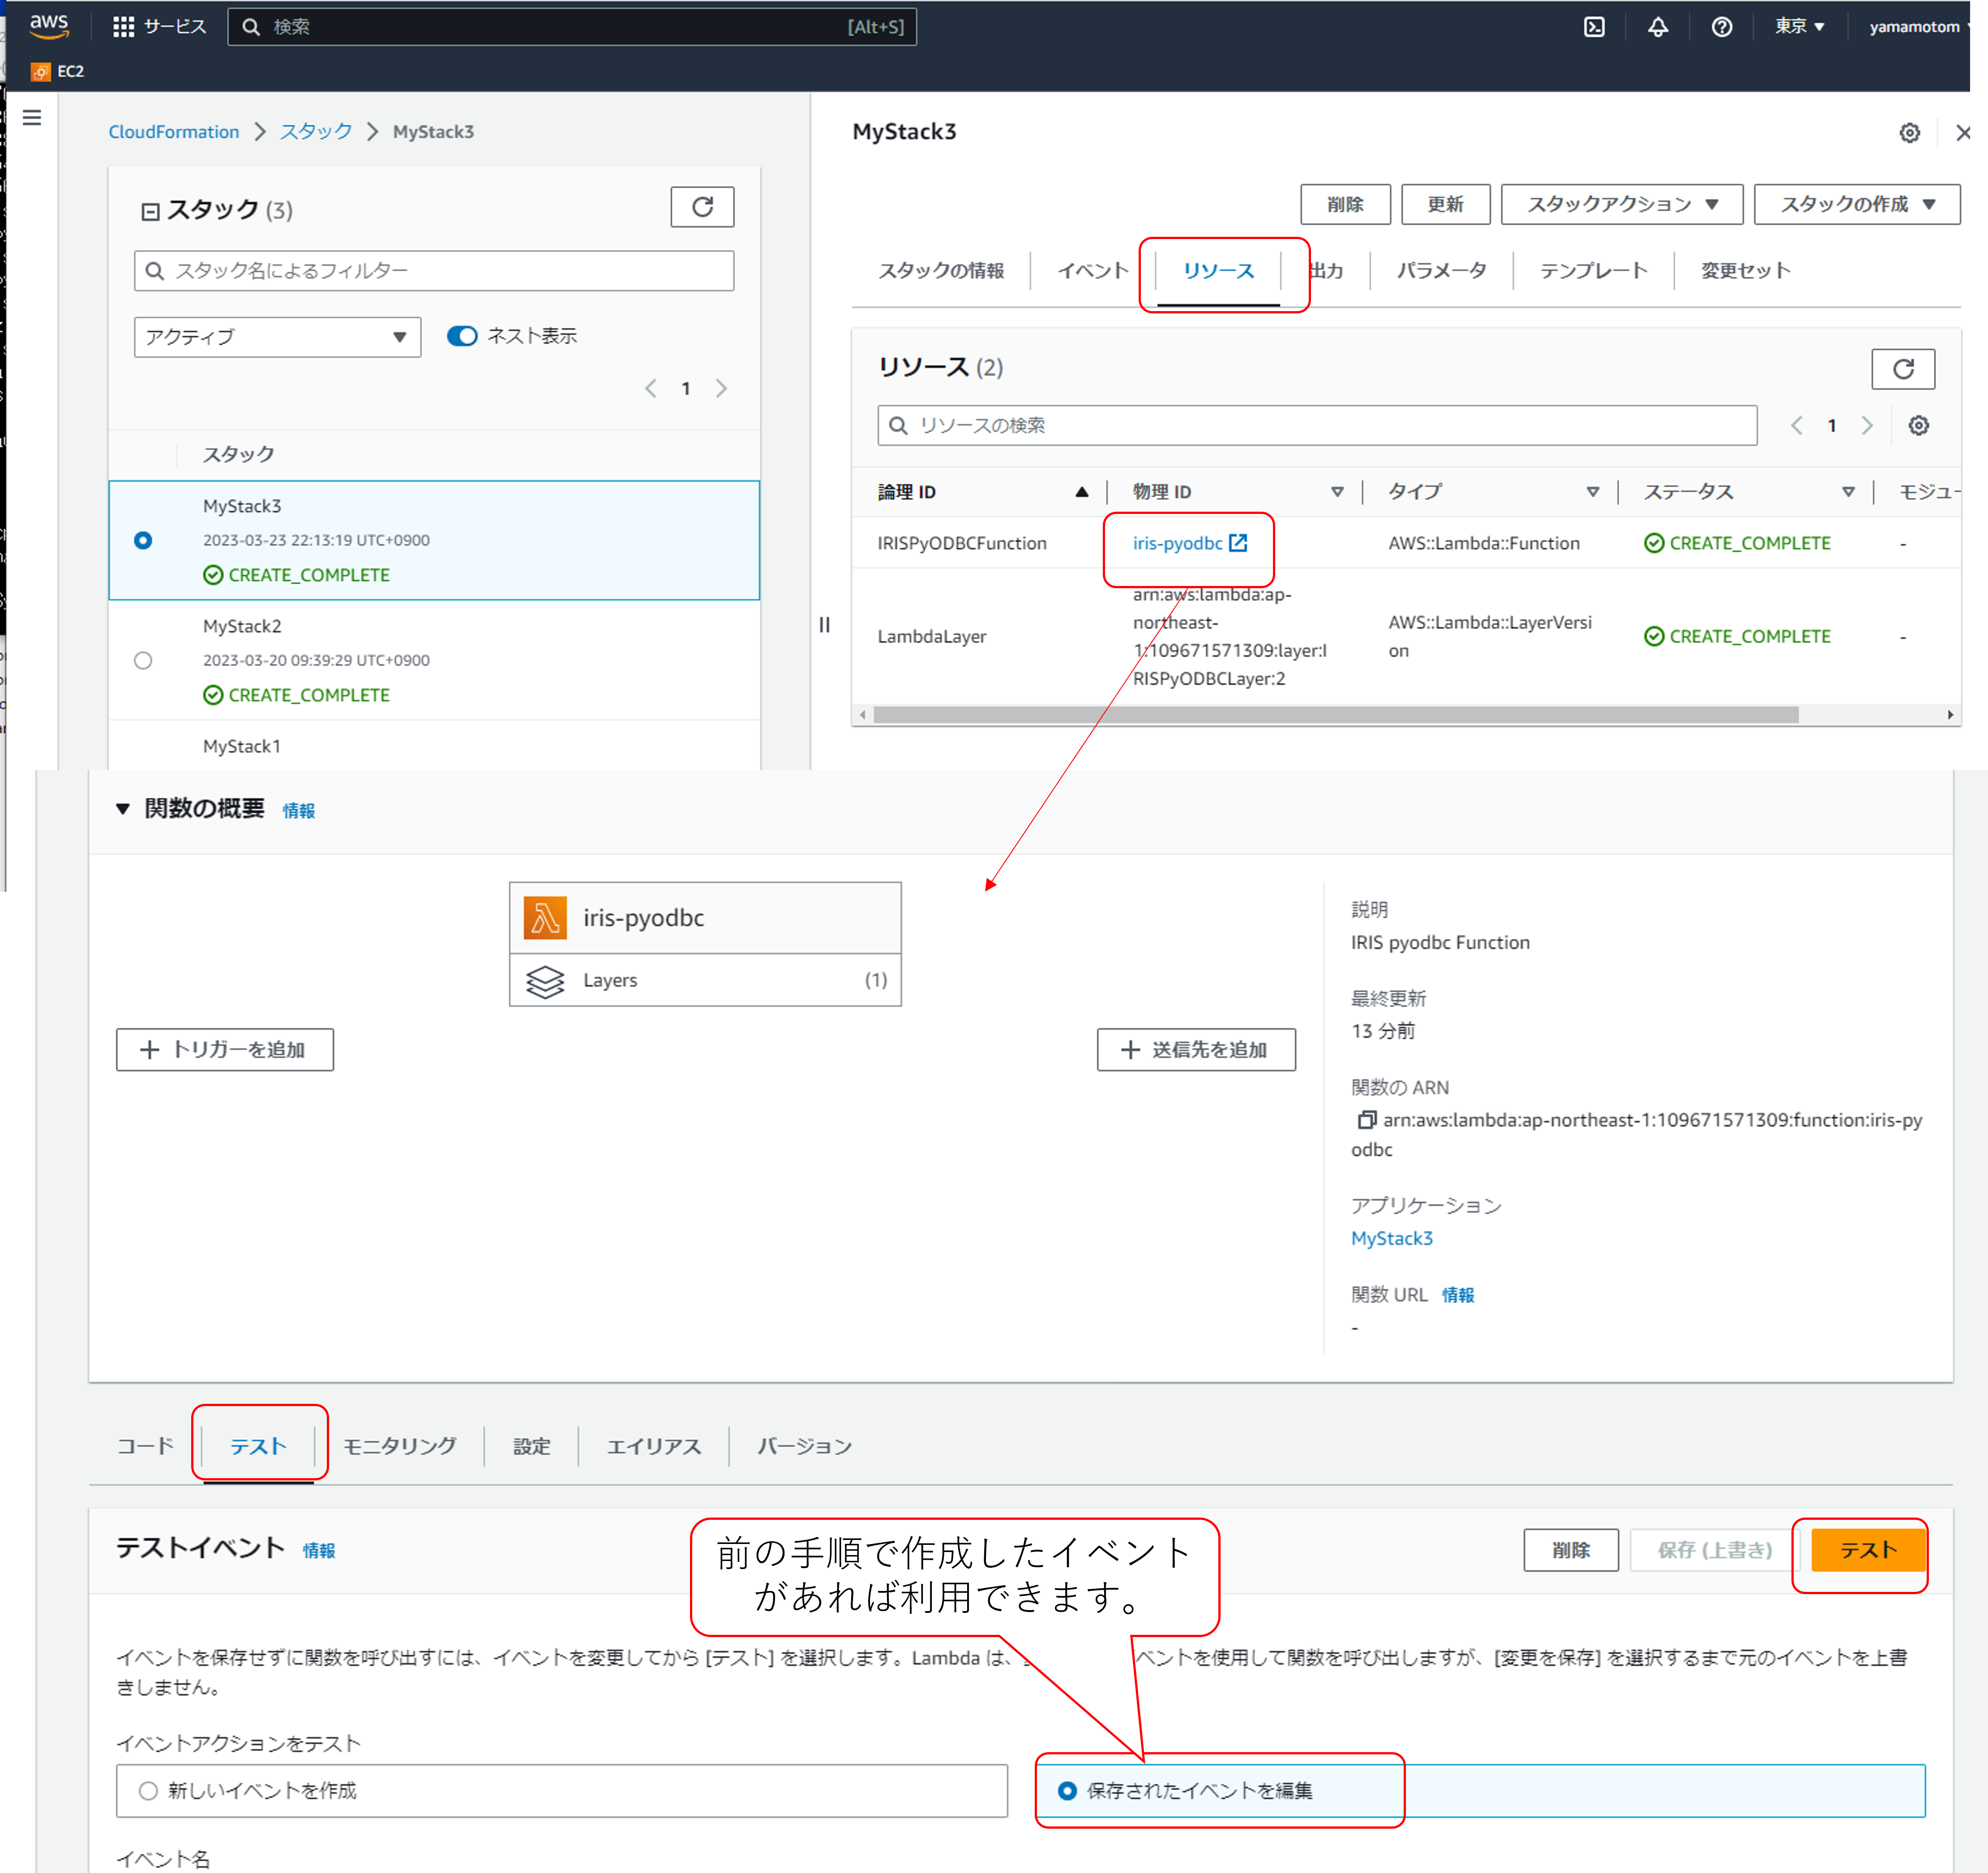 aws
サービス
検索
[Alt+S]
東京
yamamotom
EC2
CloudFormation
スタック
MyStack3
スタック (3)
スタック名によるフィルター
アクティブ
ネスト表示
1
スタック
MyStack3
2023-03-23 22:13:19 UTC+0900
CREATE_COMPLETE
MyStack2
2023-03-20 09:39:29 UTC+0900
CREATE_COMPLETE
MyStack1
MyStack3
削除
更新
スタックアクション
スタックの作成
スタックの情報
イベント
リソース
出力
パラメータ
テンプレート
変更セット
リソース (2)
リソースの検索
1
論理 ID
物理 ID
タイプ
ステータス
モジュー
IRISPyODBCFunction
iris-pyodbc
AWS::Lambda::Function
CREATE_COMPLETE
-
LambdaLayer
arn:aws:lambda:ap-
northeast-
1:109671571309:layer:I
RISPyODBCLayer:2
AWS::Lambda::LayerVersi
on
CREATE_COMPLETE
-
関数の概要 情報
iris-pyodbc
Layers
(1)
トリガーを追加
送信先を追加
説明
IRIS pyodbc Function
最終更新
13 分前
関数の ARN
arn:aws:lambda:ap-northeast-1:109671571309:function:iris-py
odbc
アプリケーション
MyStack3
関数 URL 情報
-
コード
テスト
モニタリング
設定
エイリアス
バージョン
テストイベント 情報
前の手順で作成したイベント
があれば利用できます。
削除
保存 (上書き)
テスト
イベントを保存せずに関数を呼び出すには、イベントを変更してから [テスト] を選択します。Lambda は、 ベントを使用して関数を呼び出しますが、[変更を保存] を選択するまで元のイベントを上書
きしません。
イベントアクションをテスト
新しいイベントを作成
保存されたイベントを編集
イベント名